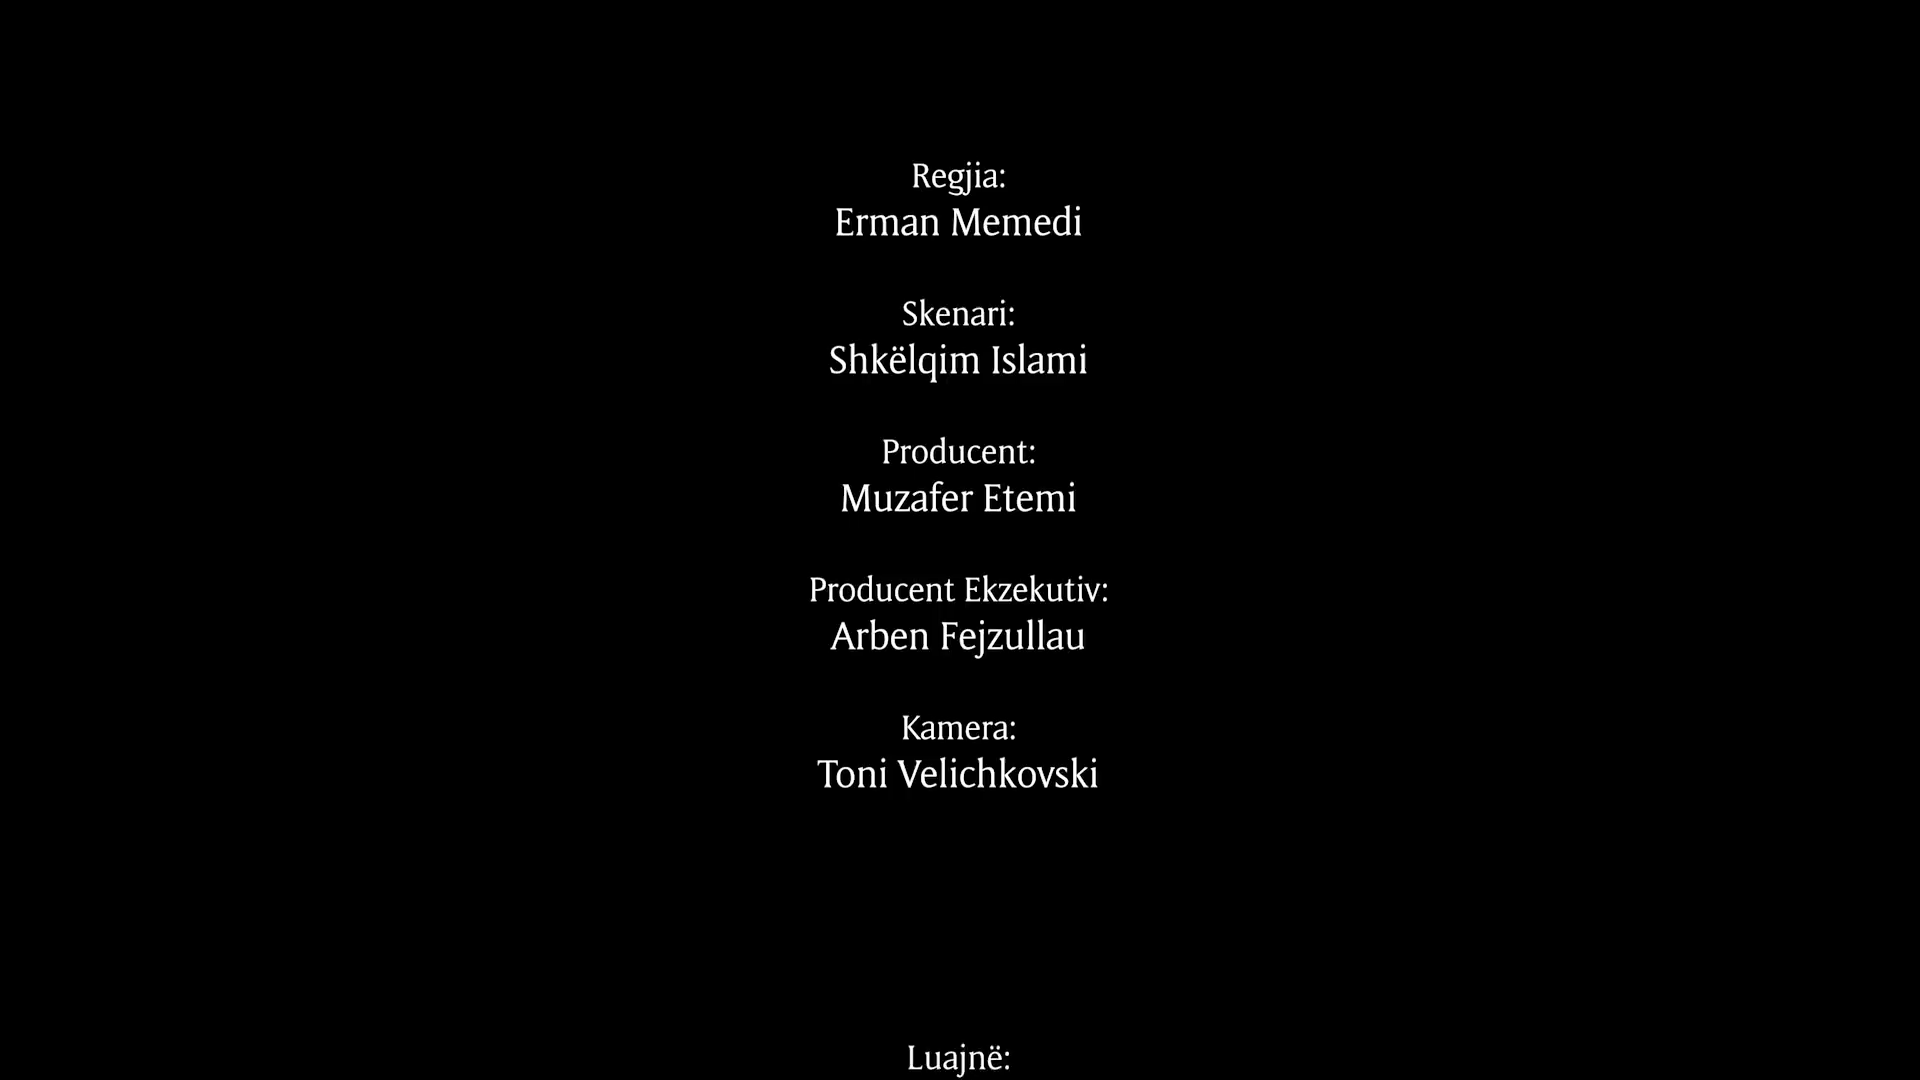 Regjia:
Erman Memedi
Skenari:
Shkëlqim Islami
Producent:
Muzafer Etemi
Producent Ekzekutiv:
Arben Fejzullau
Kamera:
Toni Velichkovski
Luajnë: